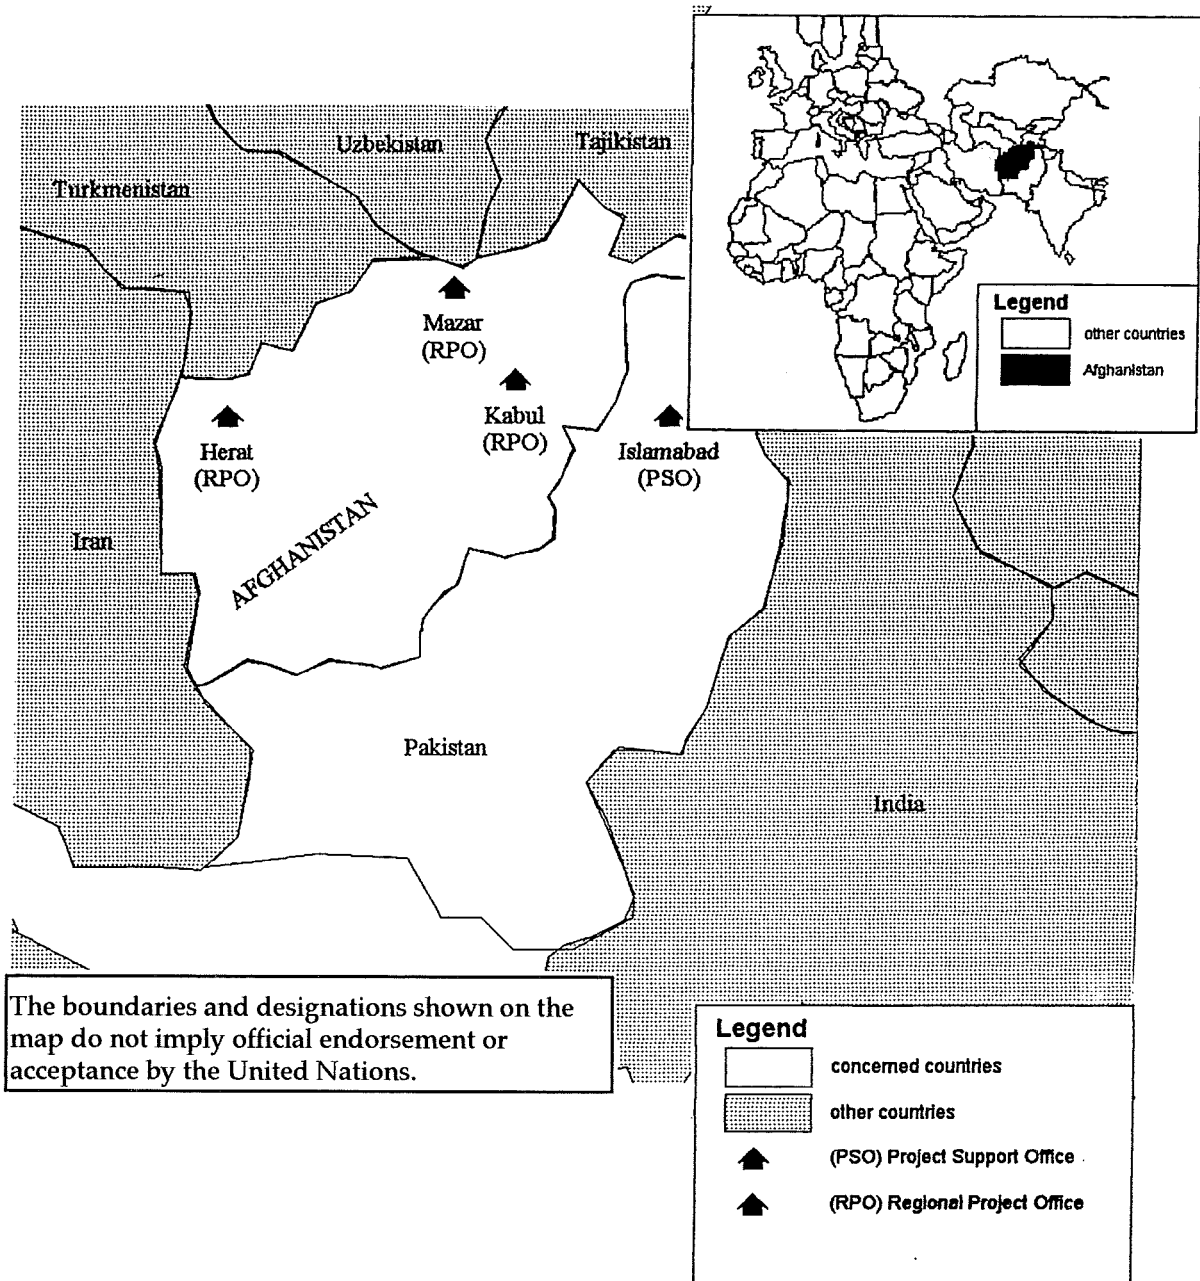 Uzbekistan
Tajikistan
Turkmenistan
Legend
other countries
Afghanistan
Mazar
(RPO)
Kabul
(RPO)
Herat
(RPO)
Islamabad
(PSO)
Iran
AFGHANISTAN
Pakistan
India
The boundaries and designations shown on the
map do not imply official endorsement or
acceptance by the United Nations.
Legend
concerned countries
other countries
(PSO) Project Support Office
(RPO) Regional Project Office